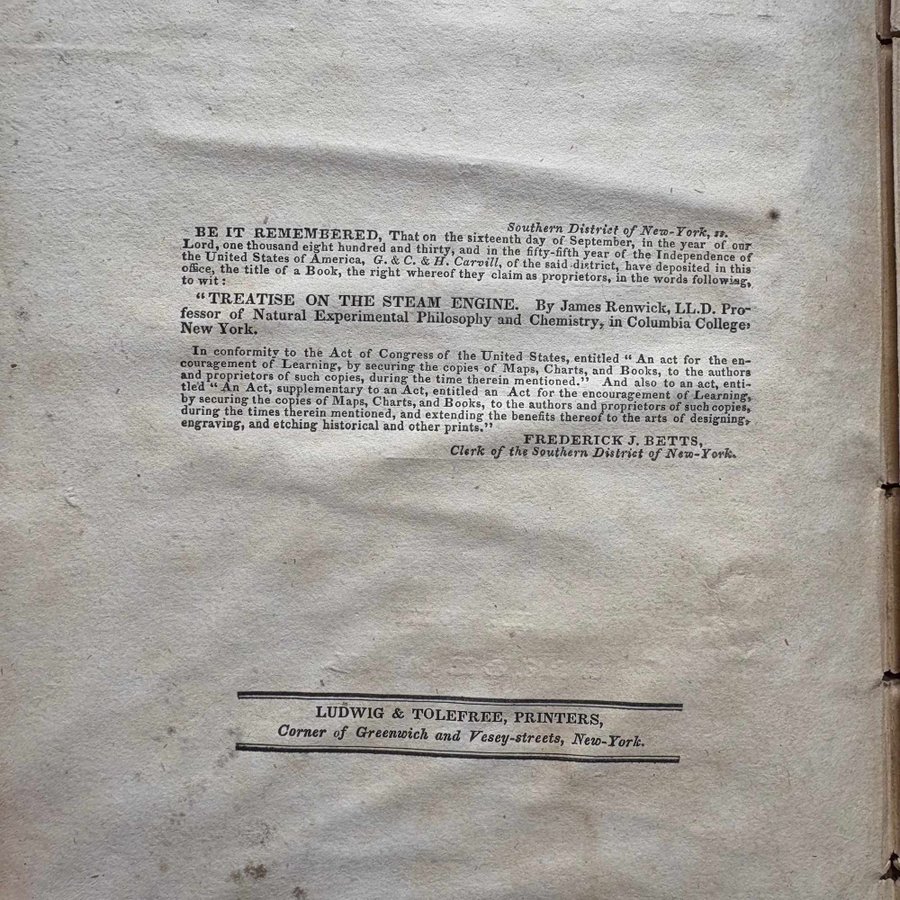 Southern District of New-York, ss.
BE IT REMEMBERED, That on the sixteenth day of September, in the year of our
Lord, one thousand eight hundred and thirty, and in the fifty-fifth year of the Independence of
the United States of America, G. & C. & H. Carvill, of the said district, have deposited in this
office, the title of a Book, the right whereof they claim as proprietors, in the words following,
to wit:
"TREATISE ON THE STEAM ENGINE. By James Renwick, LL.D. Pro-
fessor of Natural Experimental Philosophy and Chemistry, in Columbia College,
New York.
In conformity to the Act of Congress of the United States, entitled " An act for the en-
couragement of Learning, by securing the copies of Maps, Charts, and Books, to the authors
and proprietors of such copies, during the time therein mentioned." And also to an act, enti-
tled " An Act, supplementary to an Act, entitled an Act for the encouragement of Learning,
by securing the copies of Maps, Charts, and Books, to the authors and proprietors of such copies,
during the times therein mentioned, and extending the benefits thereof to the arts of designing,
engraving, and etching historical and other prints."
FREDERICK J. BETTS,
Clerk of the Southern District of New-York.
LUDWIG & TOLEFREE, PRINTERS,
Corner of Greenwich and Vesey-streets, New-York.